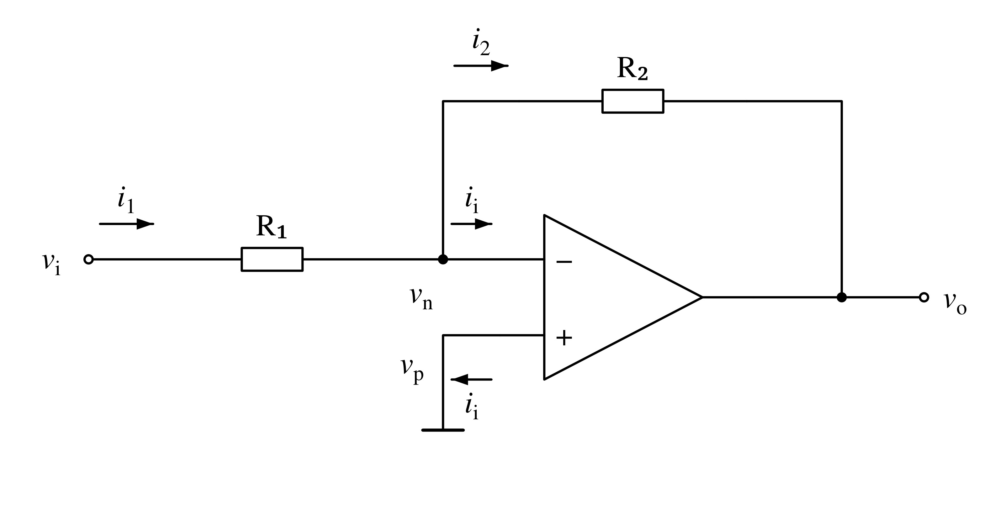 i₂
R₂
i₁
iᵢ
R₁
vᵢ
−
vₙ
vₒ
+
vₚ
iᵢ